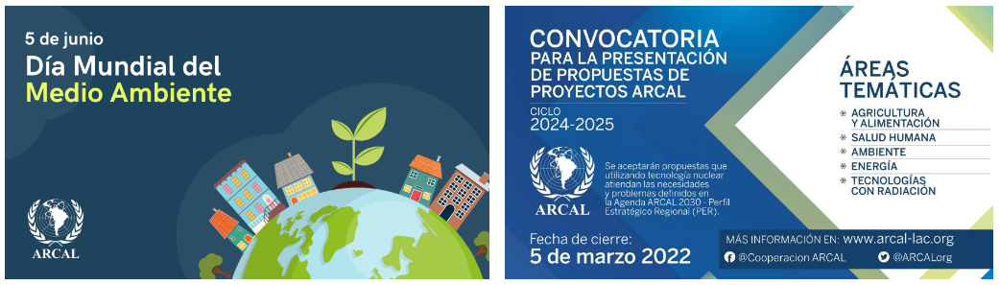 5 de junio
Día Mundial del
Medio Ambiente
ARCAL
CONVOCATORIA
PARA LA PRESENTACIÓN
DE PROPUESTAS DE
PROYECTOS ARCAL
CICLO
2024-2025
ARCAL
Se aceptarán propuestas que
utilizando tecnología nuclear
atiendan las necesidades
y problemas definidos en
la Agenda ARCAL 2030 - Perfil
Estratégico Regional (PER).
Fecha de cierre:
5 de marzo 2022
ÁREAS
TEMÁTICAS
* AGRICULTURA
Y ALIMENTACIÓN
* SALUD HUMANA
* AMBIENTE
* ENERGÍA
* TECNOLOGÍAS
CON RADIACIÓN
MÁS INFORMACIÓN EN: www.arcal-lac.org
@Cooperacion ARCAL @ARCALorg